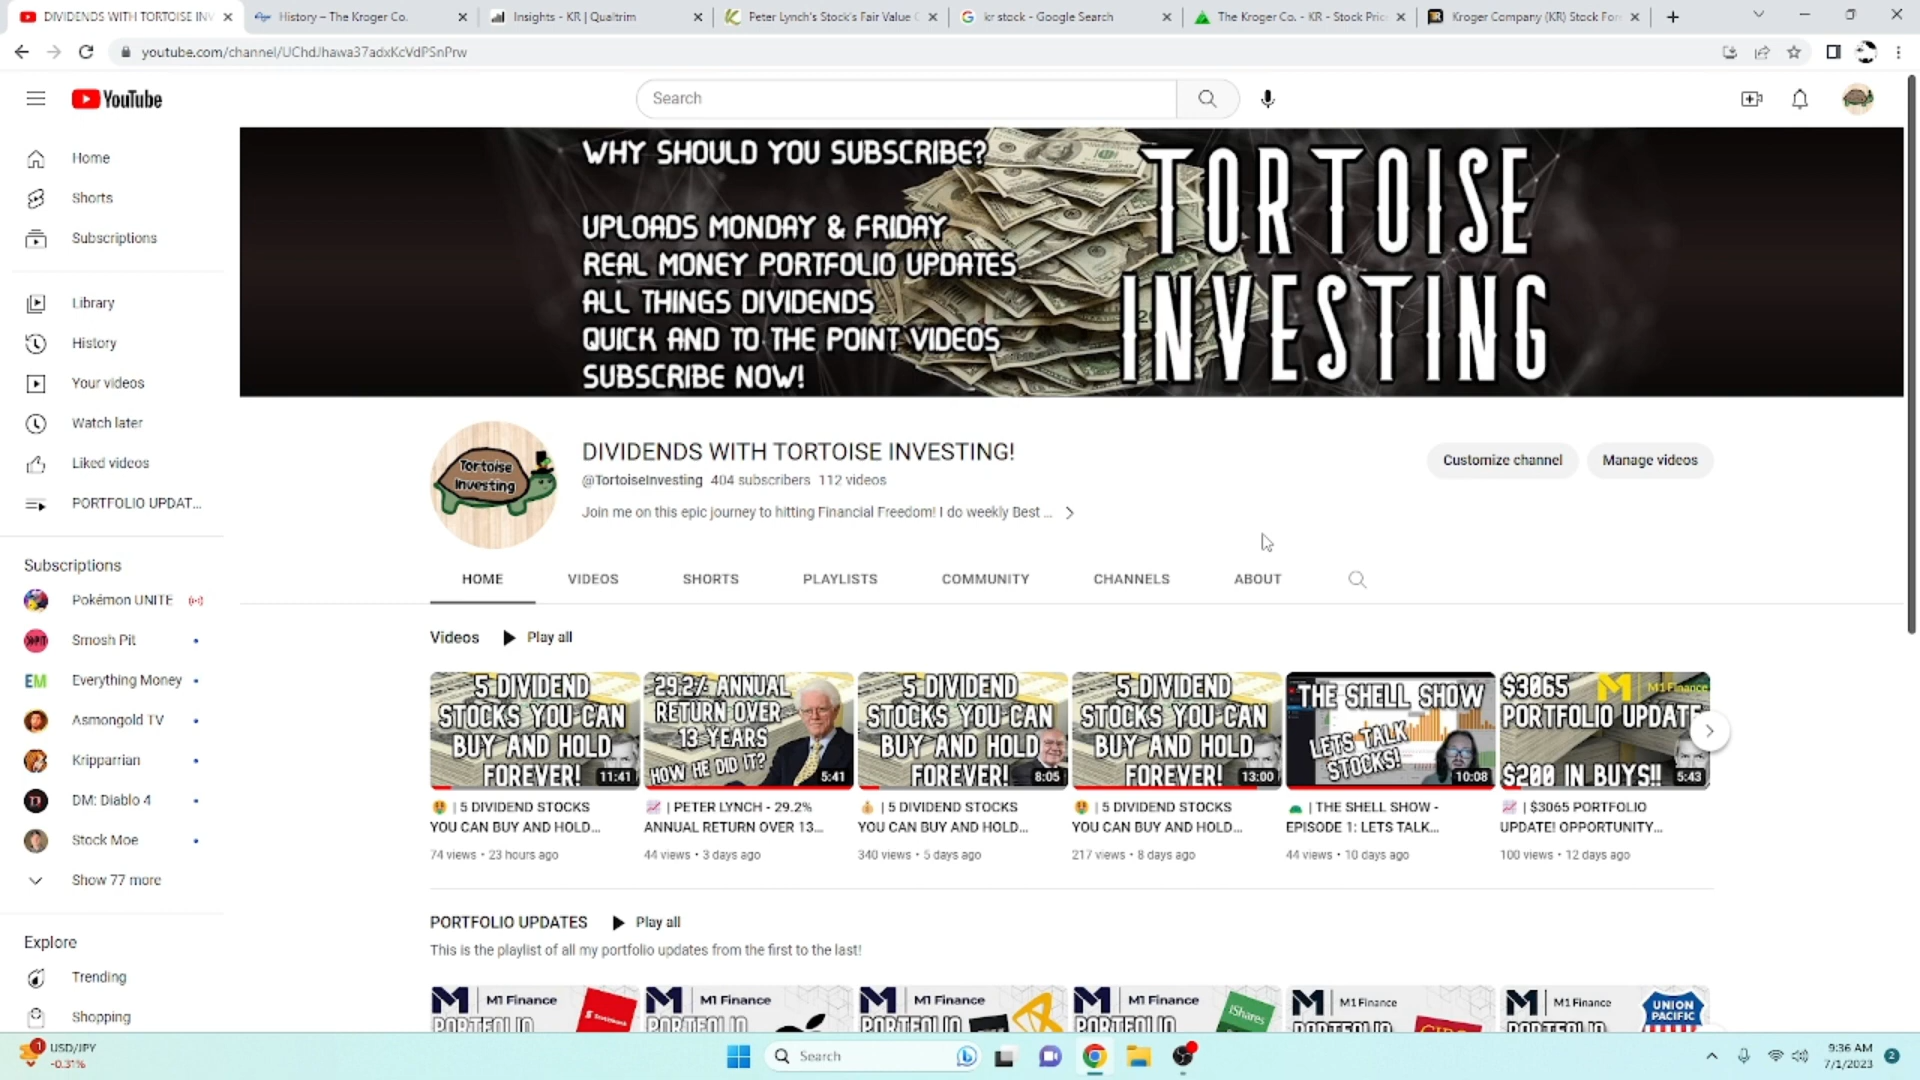 DIVIDENDS WITH TORTOISE INV
History – The Kroger Co.
Insights - KR | Qualtrim
Peter Lynch's Stock's Fair Value C
kr stock - Google Search
The Kroger Co. - KR - Stock Pric
Kroger Company (KR) Stock For
youtube.com/channel/UChdJhawa37adxKcVdPSnPrw
YouTube
Search
Home
Shorts
Subscriptions
Library
History
Your videos
Watch later
Liked videos
PORTFOLIO UPDAT...
Subscriptions
Pokémon UNITE
Smosh Pit
EM Everything Money
Asmongold TV
Kripparrian
DM: Diablo 4
Stock Moe
Show 77 more
Explore
Trending
Shopping
WHY SHOULD YOU SUBSCRIBE?
UPLOADS MONDAY & FRIDAY
REAL MONEY PORTFOLIO UPDATES
ALL THINGS DIVIDENDS
QUICK AND TO THE POINT VIDEOS
SUBSCRIBE NOW!
TORTOISE
INVESTING
Tortoise
Investing
DIVIDENDS WITH TORTOISE INVESTING!
@TortoiseInvesting 404 subscribers 112 videos
Join me on this epic journey to hitting Financial Freedom! I do weekly Best ...
Customize channel
Manage videos
HOME VIDEOS SHORTS PLAYLISTS COMMUNITY CHANNELS ABOUT
Videos Play all
5 DIVIDEND
STOCKS YOU CAN
BUY AND HOLD
FOREVER!
11:41
| 5 DIVIDEND STOCKS
YOU CAN BUY AND HOLD...
74 views • 23 hours ago
29.2% ANNUAL
RETURN OVER
13 YEARS
HOW HE DID IT?
5:41
| PETER LYNCH - 29.2%
ANNUAL RETURN OVER 13...
44 views • 3 days ago
5 DIVIDEND
STOCKS YOU CAN
BUY AND HOLD
FOREVER!
8:05
| 5 DIVIDEND STOCKS
YOU CAN BUY AND HOLD...
340 views • 5 days ago
5 DIVIDEND
STOCKS YOU CAN
BUY AND HOLD
FOREVER!
13:00
| 5 DIVIDEND STOCKS
YOU CAN BUY AND HOLD...
217 views • 8 days ago
THE SHELL SHOW
LETS TALK
STOCKS!
10:08
| THE SHELL SHOW -
EPISODE 1: LETS TALK...
44 views • 10 days ago
$3065
M1 Finance
PORTFOLIO UPDATE
$200 IN BUYS!!
5:43
| $3065 PORTFOLIO
UPDATE! OPPORTUNITY...
100 views • 12 days ago
PORTFOLIO UPDATES Play all
This is the playlist of all my portfolio updates from the first to the last!
M1 Finance
PORTFOLIO
Scotiabank
M1 Finance
PORTFOLIO
M1 Finance
PORTFOLIO
M1 Finance
PORTFOLIO
iShares
M1 Finance
PORTFOLIO
M1 Finance
PORTFOLIO
UNION
PACIFIC
1
USD/JPY
-0.31%
Search
9:36 AM
7/1/2023
2